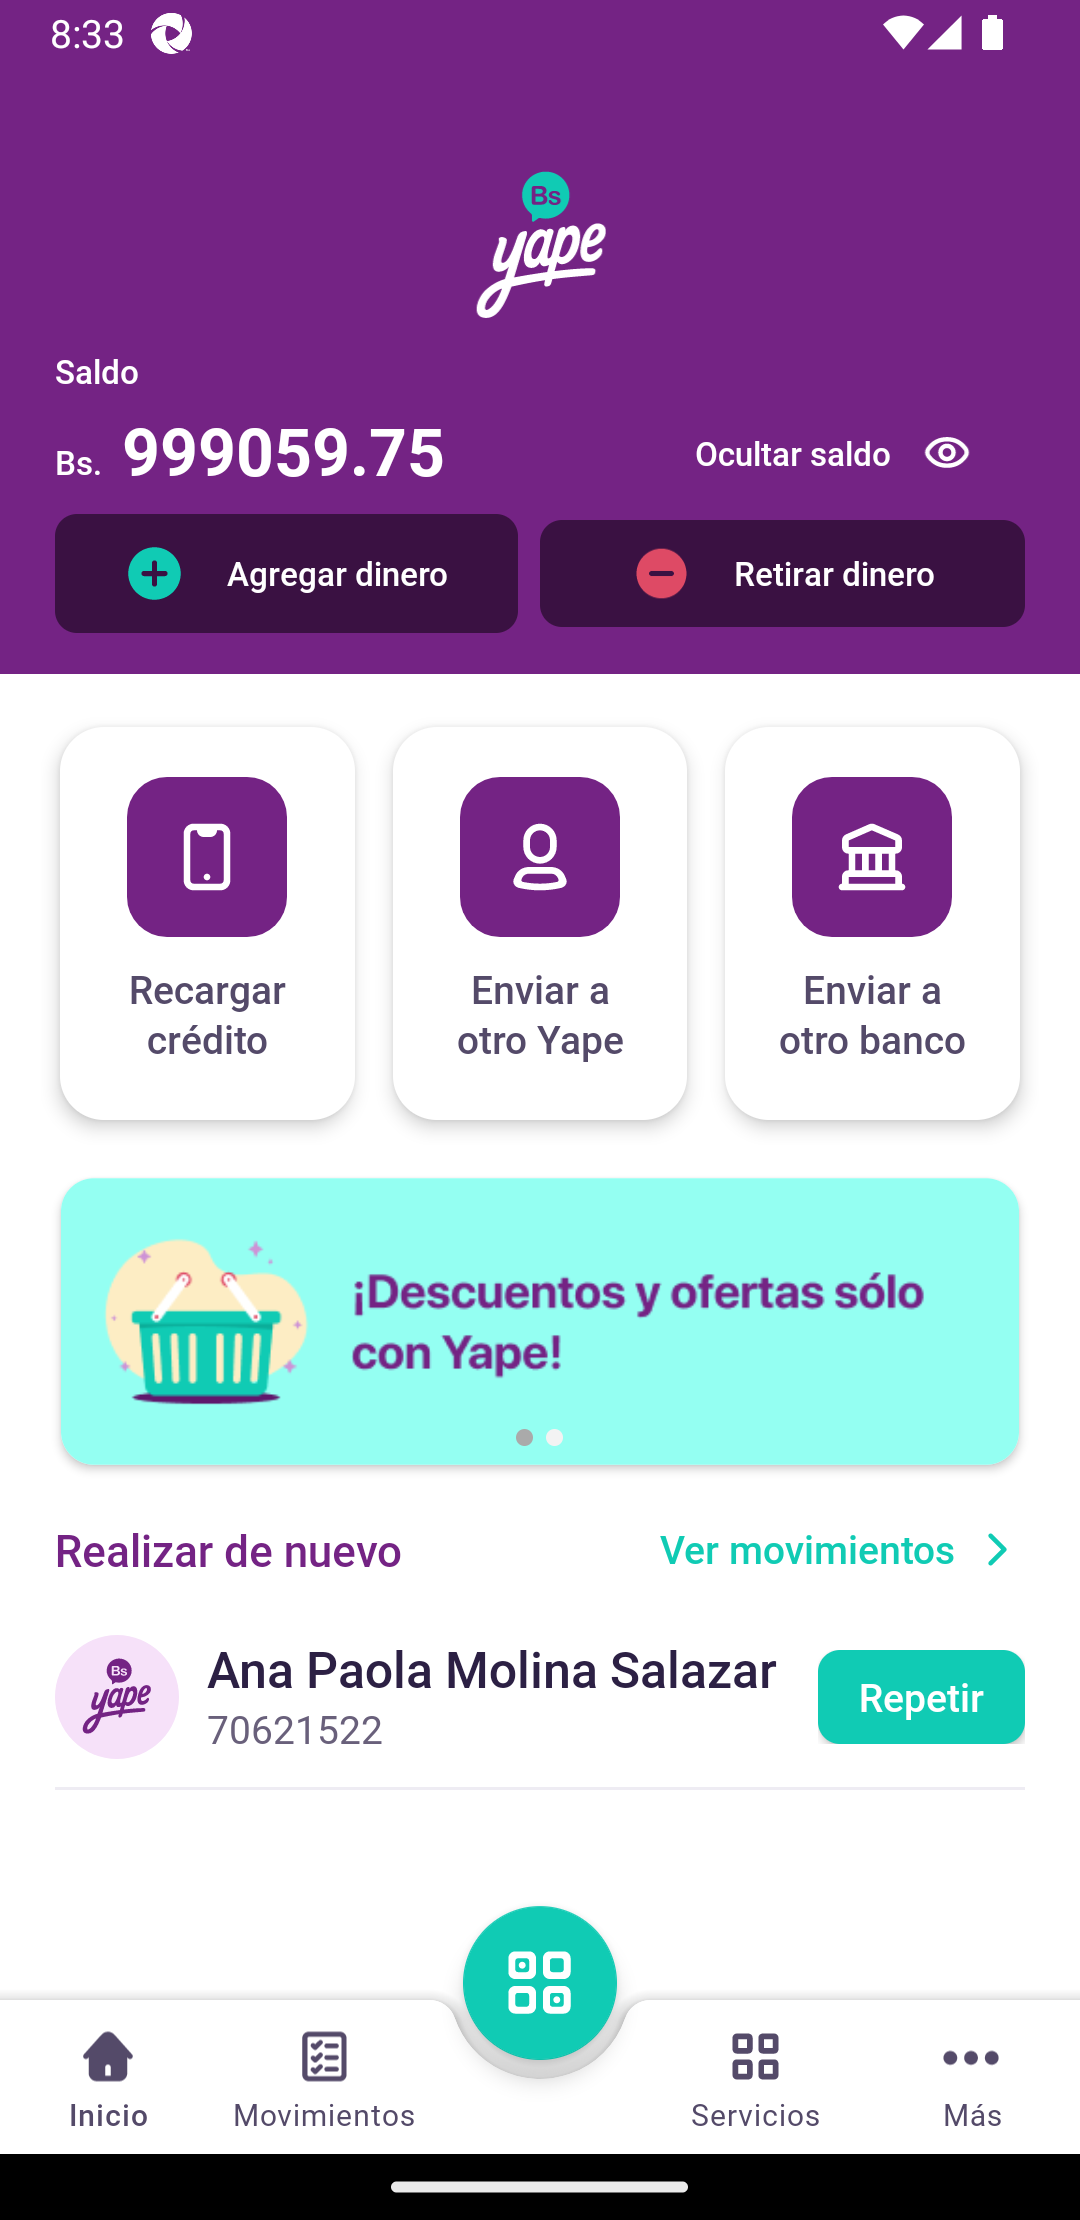 8:33
Bs
yape
Saldo
Bs. 999059.75
Ocultar saldo
Agregar dinero
Retirar dinero
Recargar
crédito
Enviar a
otro Yape
Enviar a
otro banco
¡Descuentos y ofertas sólo
con Yape!
Realizar de nuevo
Ver movimientos
Bs
yape
Ana Paola Molina Salazar
70621522
Repetir
Inicio
Movimientos
Servicios
Más